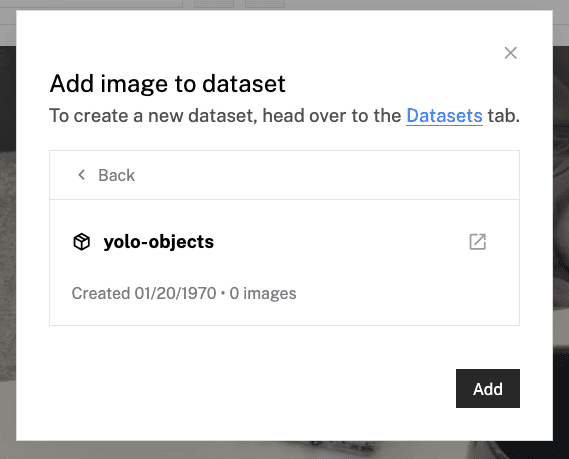 Add image to dataset
To create a new dataset, head over to the Datasets tab.
Back
yolo-objects
Created 01/20/1970 • 0 images
Add